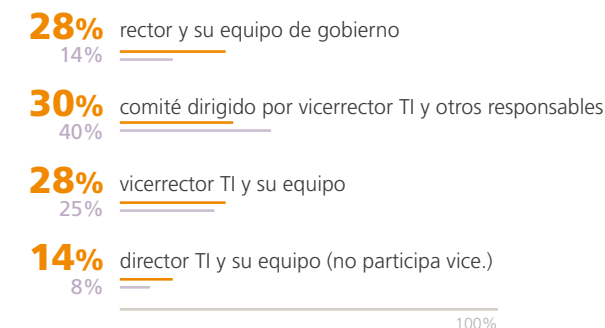 28% rector y su equipo de gobierno
14%
30% comité dirigido por vicerrector TI y otros responsables
40%
28% vicerrector TI y su equipo
25%
14% director TI y su equipo (no participa vice.)
8%
100%